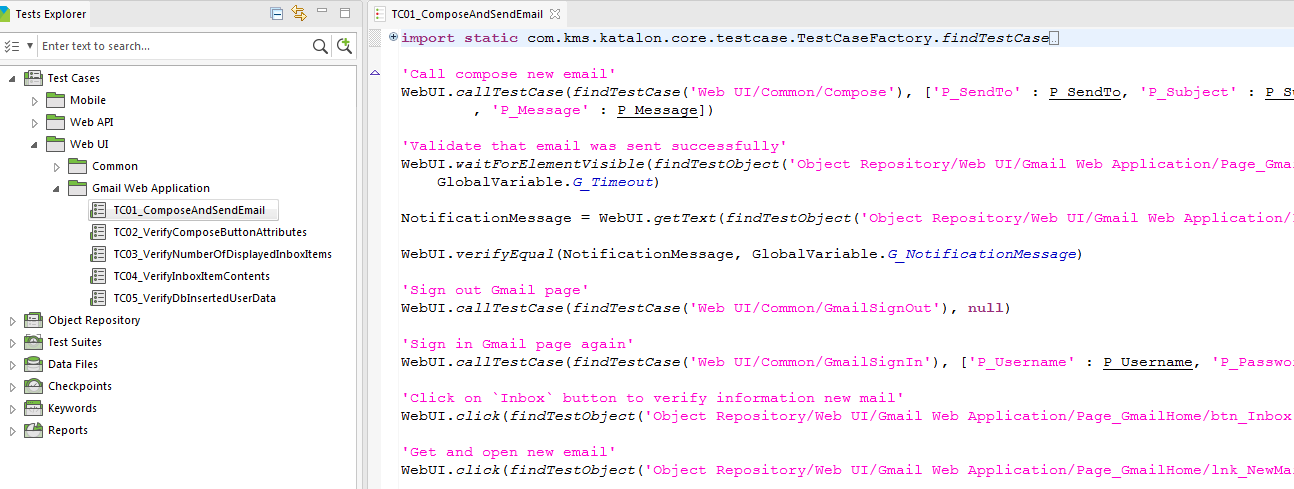 Tests Explorer
Enter text to search...
Test Cases
Mobile
Web API
Web UI
Common
Gmail Web Application
TC01_ComposeAndSendEmail
TC02_VerifyComposeButtonAttributes
TC03_VerifyNumberOfDisplayedInboxItems
TC04_VerifyInboxItemContents
TC05_VerifyDbInsertedUserData
Object Repository
Test Suites
Data Files
Checkpoints
Keywords
Reports
TC01_ComposeAndSendEmail
import static com.kms.katalon.core.testcase.TestCaseFactory.findTestCase
'Call compose new email'
WebUI.callTestCase(findTestCase('Web UI/Common/Compose'), ['P_SendTo' : P_SendTo, 'P_Subject' : P_Su
, 'P_Message' : P_Message])
'Validate that email was sent successfully'
WebUI.waitForElementVisible(findTestObject('Object Repository/Web UI/Gmail Web Application/Page_Gma
GlobalVariable.G_Timeout)
NotificationMessage = WebUI.getText(findTestObject('Object Repository/Web UI/Gmail Web Application/
WebUI.verifyEqual(NotificationMessage, GlobalVariable.G_NotificationMessage)
'Sign out Gmail page'
WebUI.callTestCase(findTestCase('Web UI/Common/GmailSignOut'), null)
'Sign in Gmail page again'
WebUI.callTestCase(findTestCase('Web UI/Common/GmailSignIn'), ['P_Username' : P_Username, 'P_Passwo
'Click on `Inbox` button to verify information new mail'
WebUI.click(findTestObject('Object Repository/Web UI/Gmail Web Application/Page_GmailHome/btn_Inbox
'Get and open new email'
WebUI.click(findTestObject('Object Repository/Web UI/Gmail Web Application/Page_GmailHome/lnk_NewMa